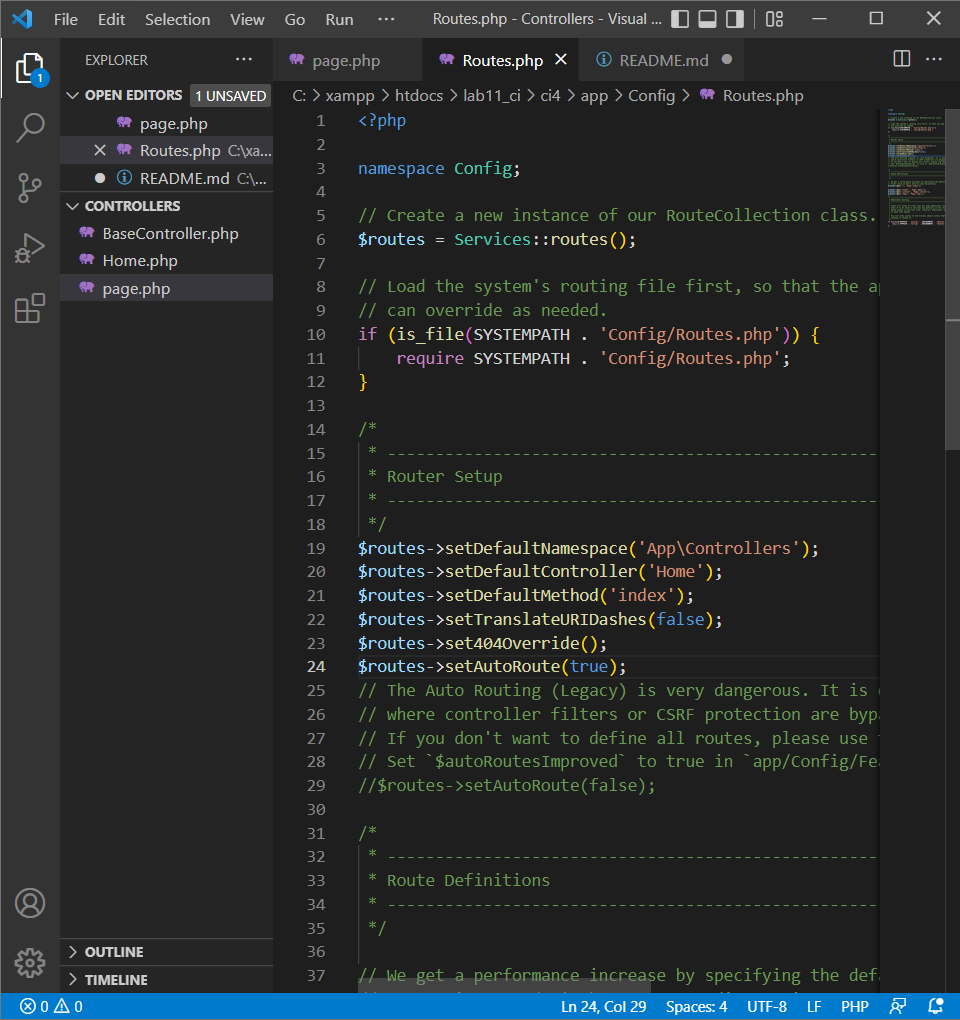 File Edit Selection View Go Run ··· Routes.php - Controllers - Visual ...
EXPLORER ···
1
OPEN EDITORS 1 UNSAVED
page.php
Routes.php C:\xa...
README.md C:\...
CONTROLLERS
BaseController.php
Home.php
page.php
OUTLINE
TIMELINE
page.php Routes.php README.md ···
C: > xampp > htdocs > lab11_ci > ci4 > app > Config > Routes.php
1 <?php
2
3 namespace Config;
4
5 // Create a new instance of our RouteCollection class.
6 $routes = Services::routes();
7
8 // Load the system's routing file first, so that the a
9 // can override as needed.
10 if (is_file(SYSTEMPATH . 'Config/Routes.php')) {
11 require SYSTEMPATH . 'Config/Routes.php';
12 }
13
14 /*
15 * ---------------------------------------------------
16 * Router Setup
17 * ---------------------------------------------------
18 */
19 $routes->setDefaultNamespace('App\Controllers');
20 $routes->setDefaultController('Home');
21 $routes->setDefaultMethod('index');
22 $routes->setTranslateURIDashes(false);
23 $routes->set404Override();
24 $routes->setAutoRoute(true);
25 // The Auto Routing (Legacy) is very dangerous. It is
26 // where controller filters or CSRF protection are byp
27 // If you don't want to define all routes, please use
28 // Set `$autoRoutesImproved` to true in `app/Config/Fe
29 //$routes->setAutoRoute(false);
30
31 /*
32 * ---------------------------------------------------
33 * Route Definitions
34 * ---------------------------------------------------
35 */
36
37 // We get a performance increase by specifying the def
0 0 Ln 24, Col 29 Spaces: 4 UTF-8 LF PHP